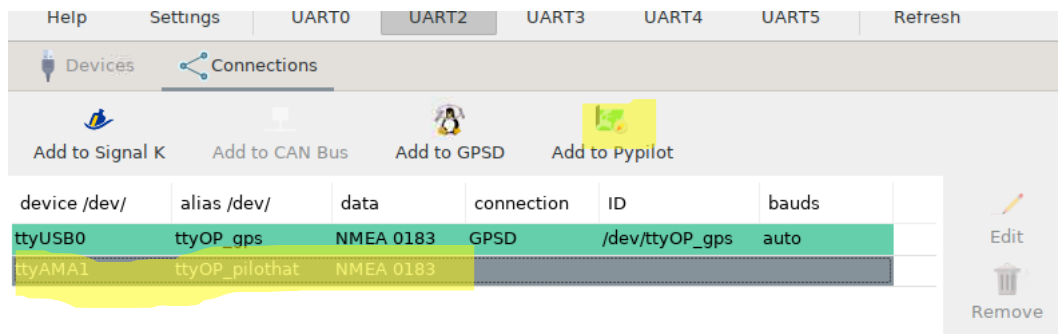 Help Settings UART0 UART2 UART3 UART4 UART5 Refresh
Devices Connections
Add to Signal K Add to CAN Bus Add to GPSD Add to Pypilot
device /dev/ alias /dev/ data connection ID bauds
ttyUSB0 ttyOP_gps NMEA 0183 GPSD /dev/ttyOP_gps auto
Edit
ttyAMA1 ttyOP_pilothat NMEA 0183
Remove